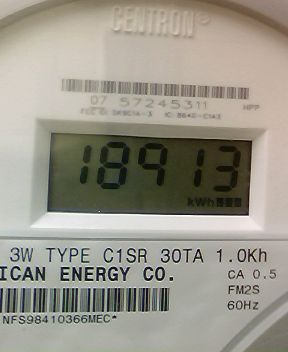 CENTRON®
07 57245311 HPP
18913
kWh
3W TYPE C1SR 30TA 1.0Kh
ICAN ENERGY CO. CA 0.5
FM2S
60Hz
NFS98410366MEC*